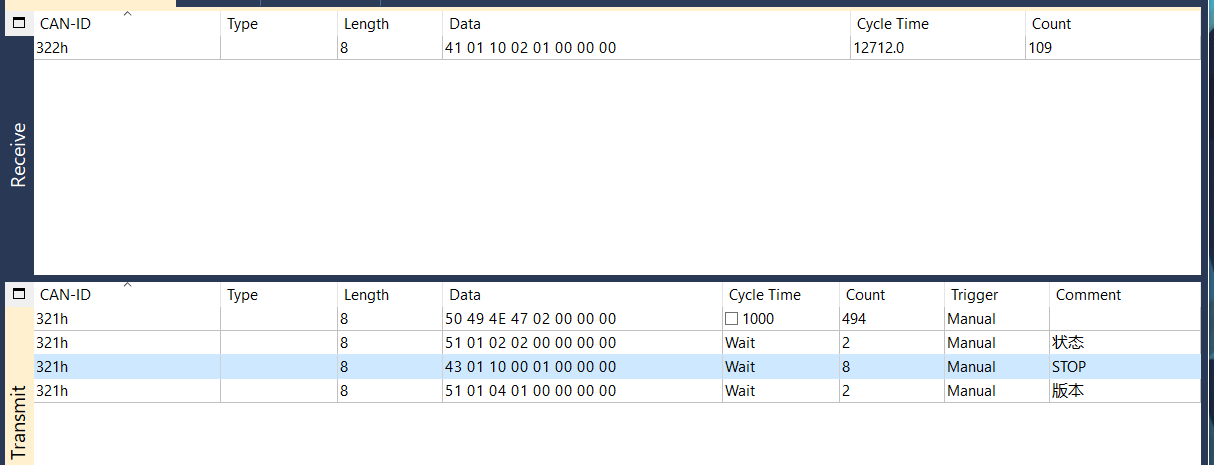 CAN-ID Type Length Data Cycle Time Count
322h 8 41 01 10 02 01 00 00 00 12712.0 109
Receive
CAN-ID Type Length Data Cycle Time Count Trigger Comment
321h 8 50 49 4E 47 02 00 00 00 1000 494 Manual
321h 8 51 01 02 02 00 00 00 00 Wait 2 Manual 状态
321h 8 43 01 10 00 01 00 00 00 Wait 8 Manual STOP
321h 8 51 01 04 01 00 00 00 00 Wait 2 Manual 版本
Transmit